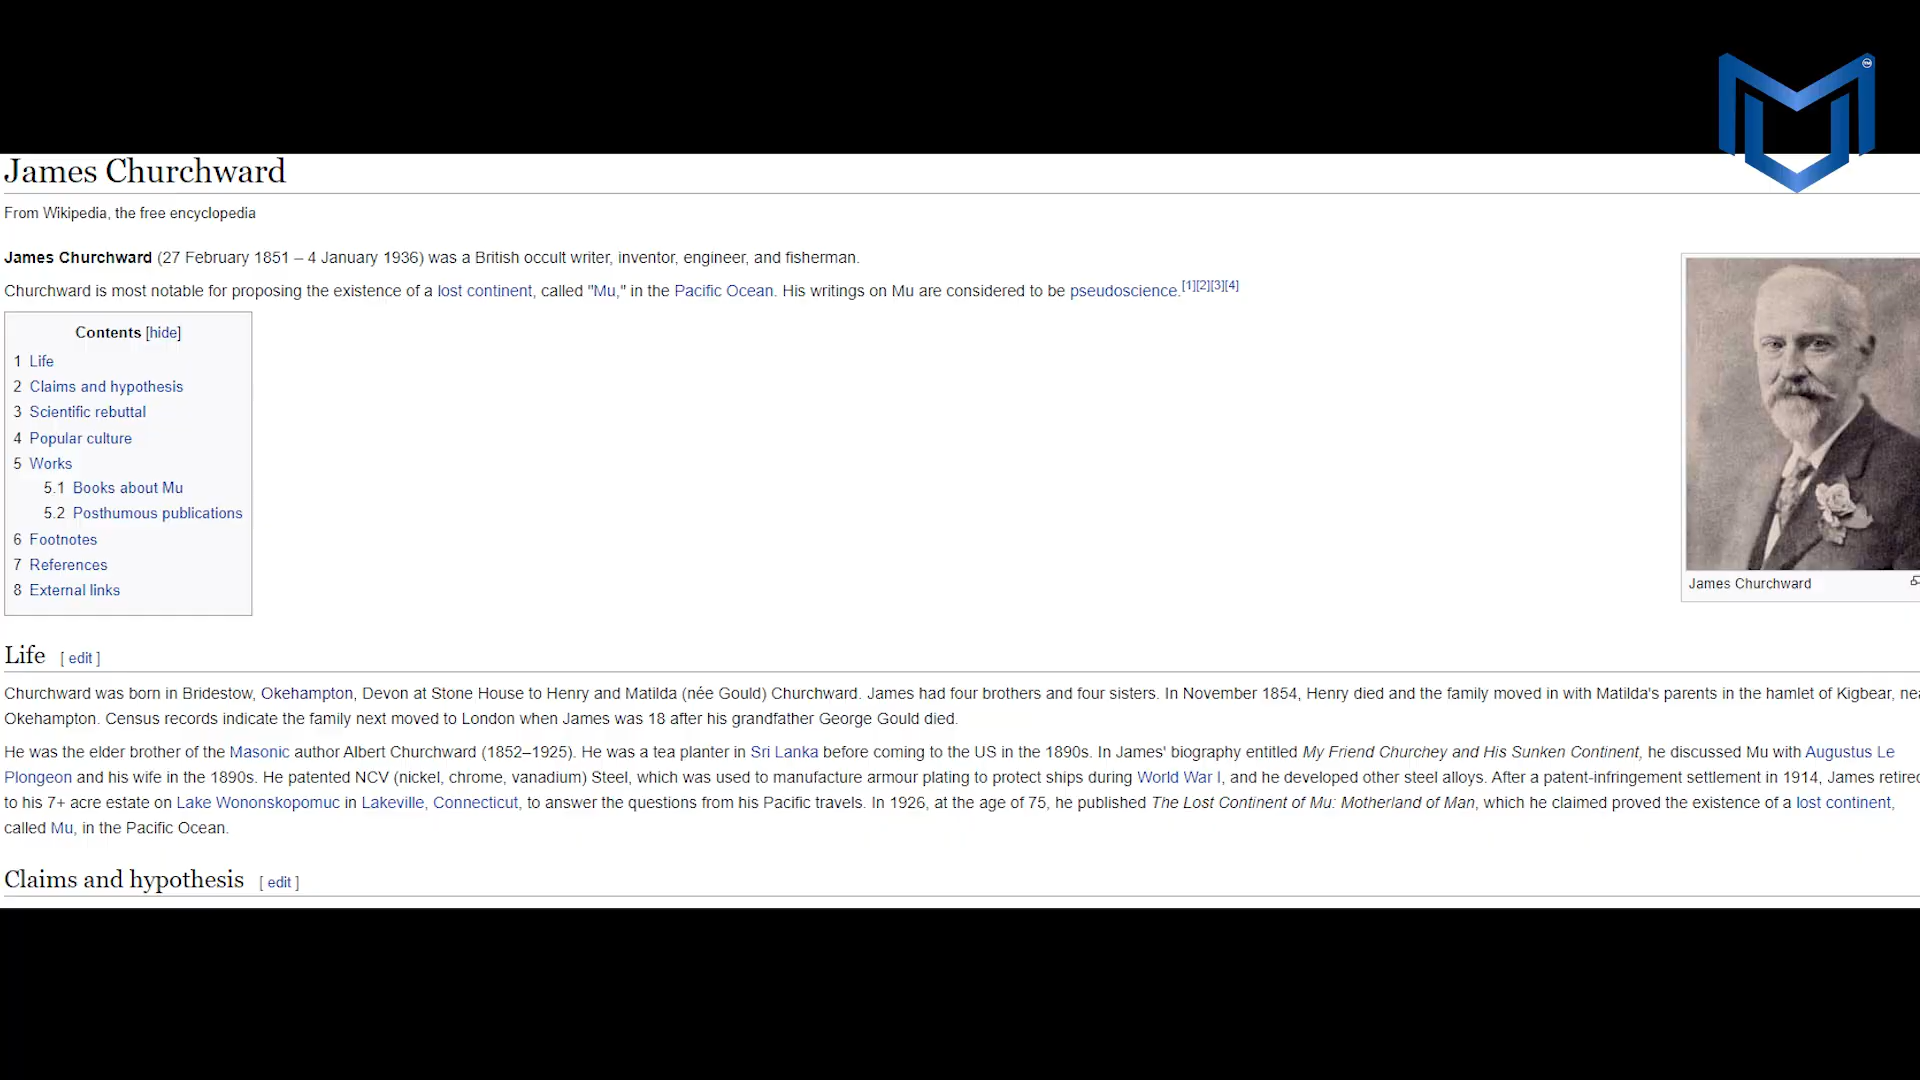 James Churchward
From Wikipedia, the free encyclopedia
James Churchward (27 February 1851 – 4 January 1936) was a British occult writer, inventor, engineer, and fisherman.
Churchward is most notable for proposing the existence of a lost continent, called "Mu," in the Pacific Ocean. His writings on Mu are considered to be pseudoscience.[1][2][3][4]
Contents [hide]
1 Life
2 Claims and hypothesis
3 Scientific rebuttal
4 Popular culture
5 Works
5.1 Books about Mu
5.2 Posthumous publications
6 Footnotes
7 References
8 External links
James Churchward
Life [ edit ]
Churchward was born in Bridestow, Okehampton, Devon at Stone House to Henry and Matilda (née Gould) Churchward. James had four brothers and four sisters. In November 1854, Henry died and the family moved in with Matilda's parents in the hamlet of Kigbear,
Okehampton. Census records indicate the family next moved to London when James was 18 after his grandfather George Gould died.
He was the elder brother of the Masonic author Albert Churchward (1852–1925). He was a tea planter in Sri Lanka before coming to the US in the 1890s. In James' biography entitled My Friend Churchey and His Sunken Continent, he discussed Mu with Augustus Le
Plongeon and his wife in the 1890s. He patented NCV (nickel, chrome, vanadium) Steel, which was used to manufacture armour plating to protect ships during World War I, and he developed other steel alloys. After a patent-infringement settlement in 1914, James retired
to his 7+ acre estate on Lake Wononskopomuc in Lakeville, Connecticut, to answer the questions from his Pacific travels. In 1926, at the age of 75, he published The Lost Continent of Mu: Motherland of Man, which he claimed proved the existence of a lost continent,
called Mu, in the Pacific Ocean.
Claims and hypothesis [ edit ]